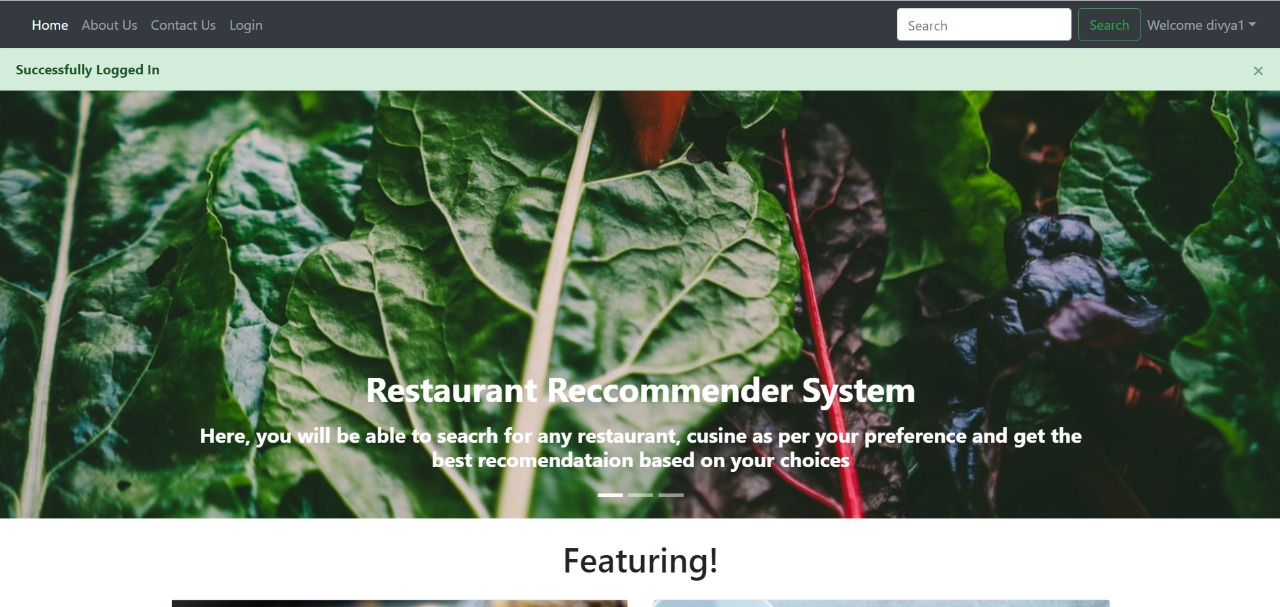 Home About Us Contact Us Login Search Search Welcome divya1
Successfully Logged In ×
Restaurant Reccommender System
Here, you will be able to seacrh for any restaurant, cusine as per your preference and get the
best recomendataion based on your choices
Featuring!